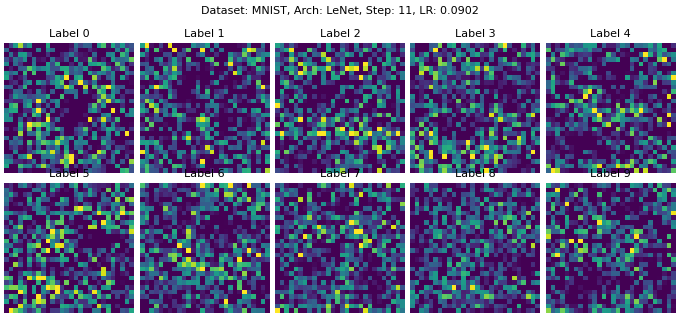 Dataset: MNIST, Arch: LeNet, Step: 11, LR: 0.0902
Label 0 Label 1 Label 2 Label 3 Label 4
Label 5 Label 6 Label 7 Label 8 Label 9